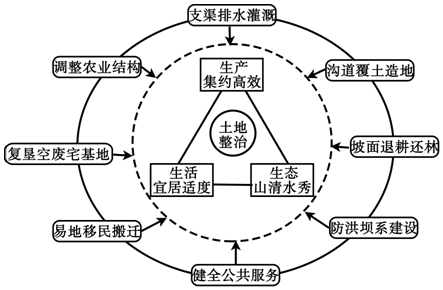 支渠排水灌溉
调整农业结构
生产
集约高效
沟道覆土造地
土地
整治
复垦空废宅基地
坡面退耕还林
生活
宜居适度
生态
山清水秀
易地移民搬迁
防洪坝系建设
健全公共服务